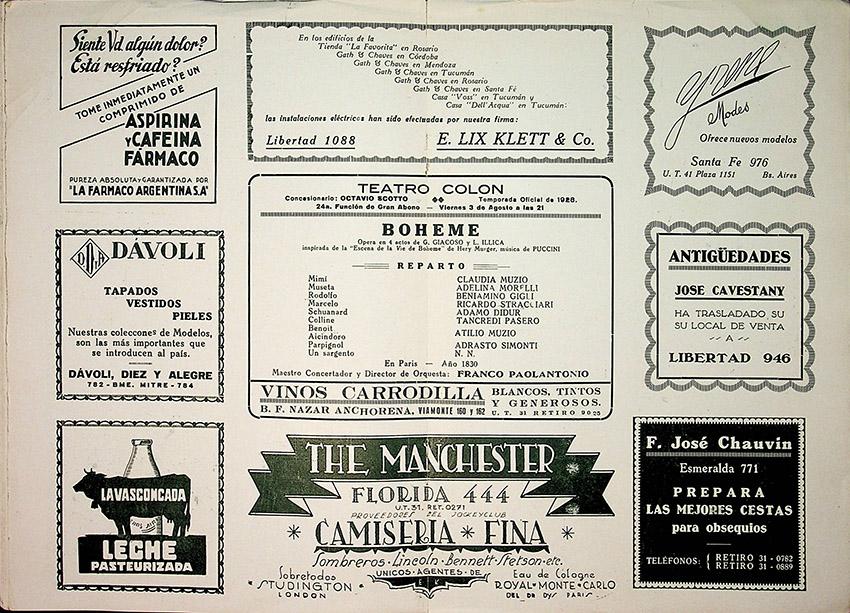 Siente Vd. algún dolor?
Está resfriado?
TOME INMEDIATAMENTE UN
COMPRIMIDO DE
ASPIRINA
Y CAFEINA
FÁRMACO
PUREZA ABSOLUTA Y GARANTIZADA POR
"LA FARMACO ARGENTINA S.A"
En los edificios de la
Tienda "La Favorita" en Rosario
Gath & Chaves en Córdoba
Gath & Chaves en Mendoza
Gath & Chaves en Tucumán
Gath & Chaves en Rosario
Gath & Chaves en Santa Fé
Casa "Voss" en Tucumán y
Casa "Dell'Acqua" en Tucumán:
las instalaciones eléctricas han sido efectuadas por nuestra firma:
Libertad 1088 E. LIX KLETT & Co.
Yrene
Modes
Ofrece nuevos modelos
Santa Fe 976
U. T. 41 Plaza 1151 Bs. Aires
DÁVOLI
TAPADOS
VESTIDOS
PIELES
Nuestras colecciones de Modelos,
son las más importantes que
se introducen al país.
DÁVOLI, DIEZ Y ALEGRE
782 - BME. MITRE - 784
TEATRO COLON
Concesionario: OCTAVIO SCOTTO Temporada Oficial de 1928.
24a. Función de Gran Abono — Viernes 3 de Agosto a las 21
BOHEME
Opera en 4 actos de G. GIACOSO y L. ILLICA
inspirada de la "Escena de la Vie de Boheme" de Hery Murger, música de PUCCINI
REPARTO
Mimí CLAUDIA MUZIO
Museta ADELINA MORELLI
Rodolfo BENIAMINO GIGLI
Marcelo RICARDO STRACCIARI
Schuanard ADAMO DIDUR
Colline TANCREDI PASERO
Benoit
Alcindoro ATILIO MUZIO
Parpignol ADRASTO SIMONTI
Un sargento N. N.
En París — Año 1830
Maestro Concertador y Director de Orquesta: FRANCO PAOLANTONIO
VINOS CARRODILLA BLANCOS, TINTOS
Y GENEROSOS.
B. F. NAZAR ANCHORENA, VIAMONTE 160 y 162 U. T. 31 RETIRO 9025
ANTIGÜEDADES
JOSE CAVESTANY
HA TRASLADADO SU
SU LOCAL DE VENTA
— A —
LIBERTAD 946
LA VASCONGADA
LECHE
PASTEURIZADA
THE MANCHESTER
FLORIDA 444
U.T. 31. RET. 0271
PROVEEDORES DEL JOCKEY CLUB
CAMISERIA FINA
Sombreros - Lincoln - Bennett - Stetson - etc.
UNICOS - AGENTES - DE
Sobretodos
"STUDINGTON"
LONDON
Eau de Cologne
ROYAL - MONTE - CARLO
PARIS
F. José Chauvin
Esmeralda 771
PREPARA
LAS MEJORES CESTAS
para obsequios
TELÉFONOS: { RETIRO 31 - 0782
{ RETIRO 31 - 0889